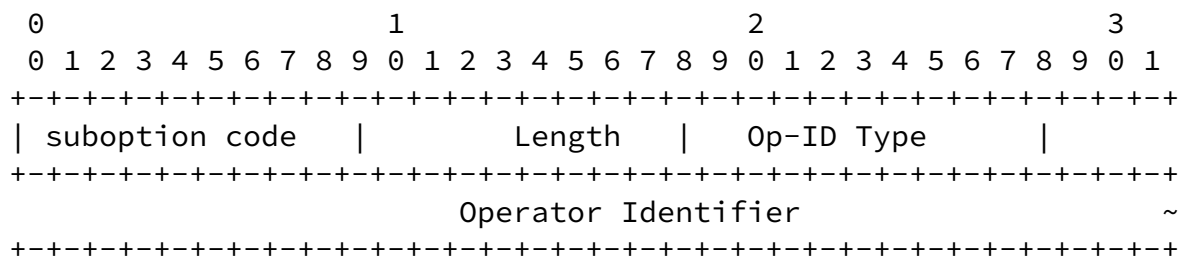 0                   1                   2                   3
 0 1 2 3 4 5 6 7 8 9 0 1 2 3 4 5 6 7 8 9 0 1 2 3 4 5 6 7 8 9 0 1
+-+-+-+-+-+-+-+-+-+-+-+-+-+-+-+-+-+-+-+-+-+-+-+-+-+-+-+-+-+-+-+-+
| suboption code   |        Length   |   Op-ID Type      |
+-+-+-+-+-+-+-+-+-+-+-+-+-+-+-+-+-+-+-+-+-+-+-+-+-+-+-+-+-+-+-+-+
                         Operator Identifier                    ~
+-+-+-+-+-+-+-+-+-+-+-+-+-+-+-+-+-+-+-+-+-+-+-+-+-+-+-+-+-+-+-+-+